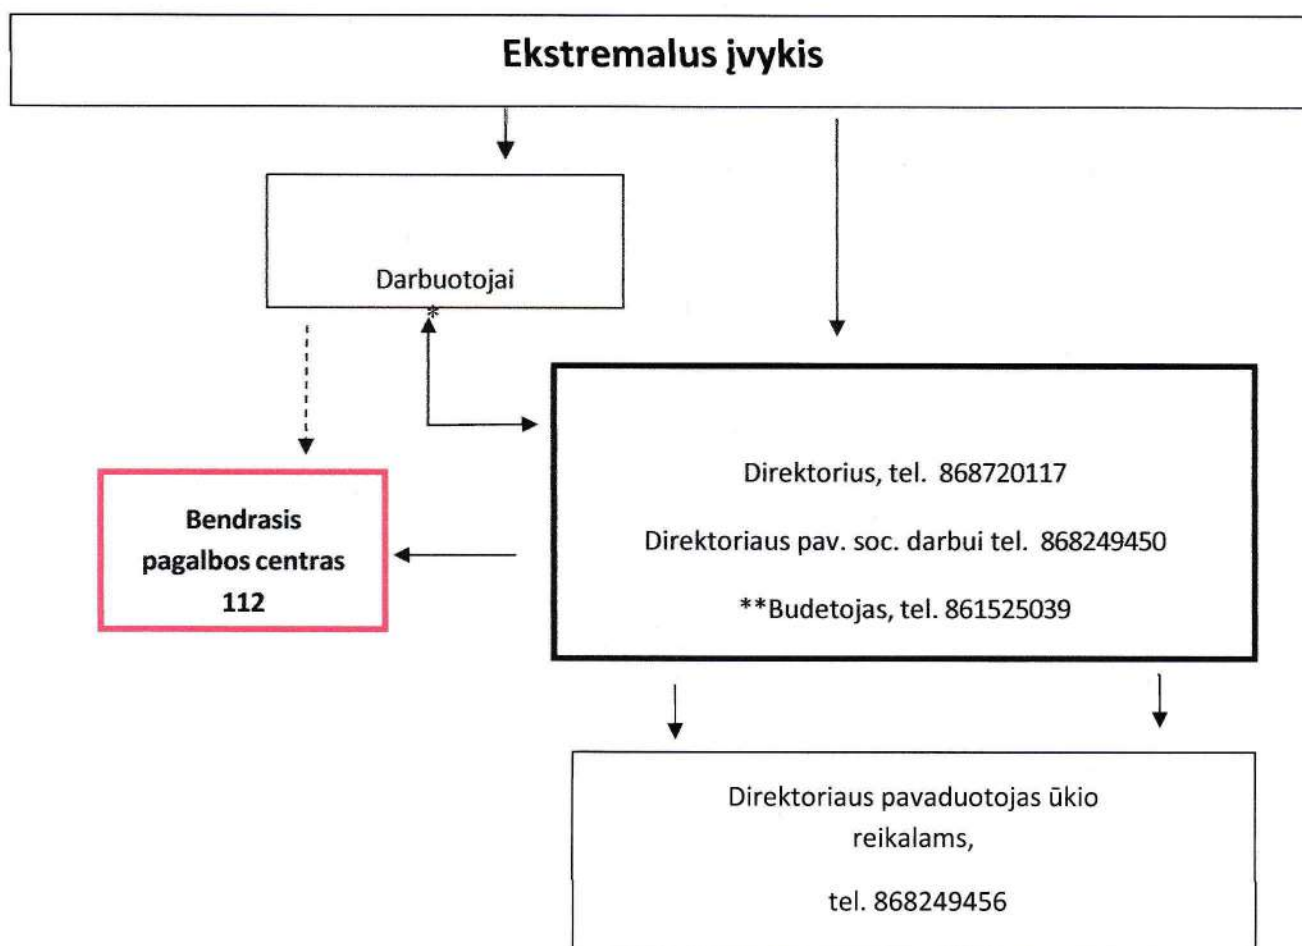 Ekstremalus įvykis
Darbuotojai
*
Direktorius, tel. 868720117
Direktoriaus pav. soc. darbui tel. 868249450
**Budetojas, tel. 861525039
Bendrasis
pagalbos centras
112
Direktoriaus pavaduotojas ūkio
reikalams,
tel. 868249456